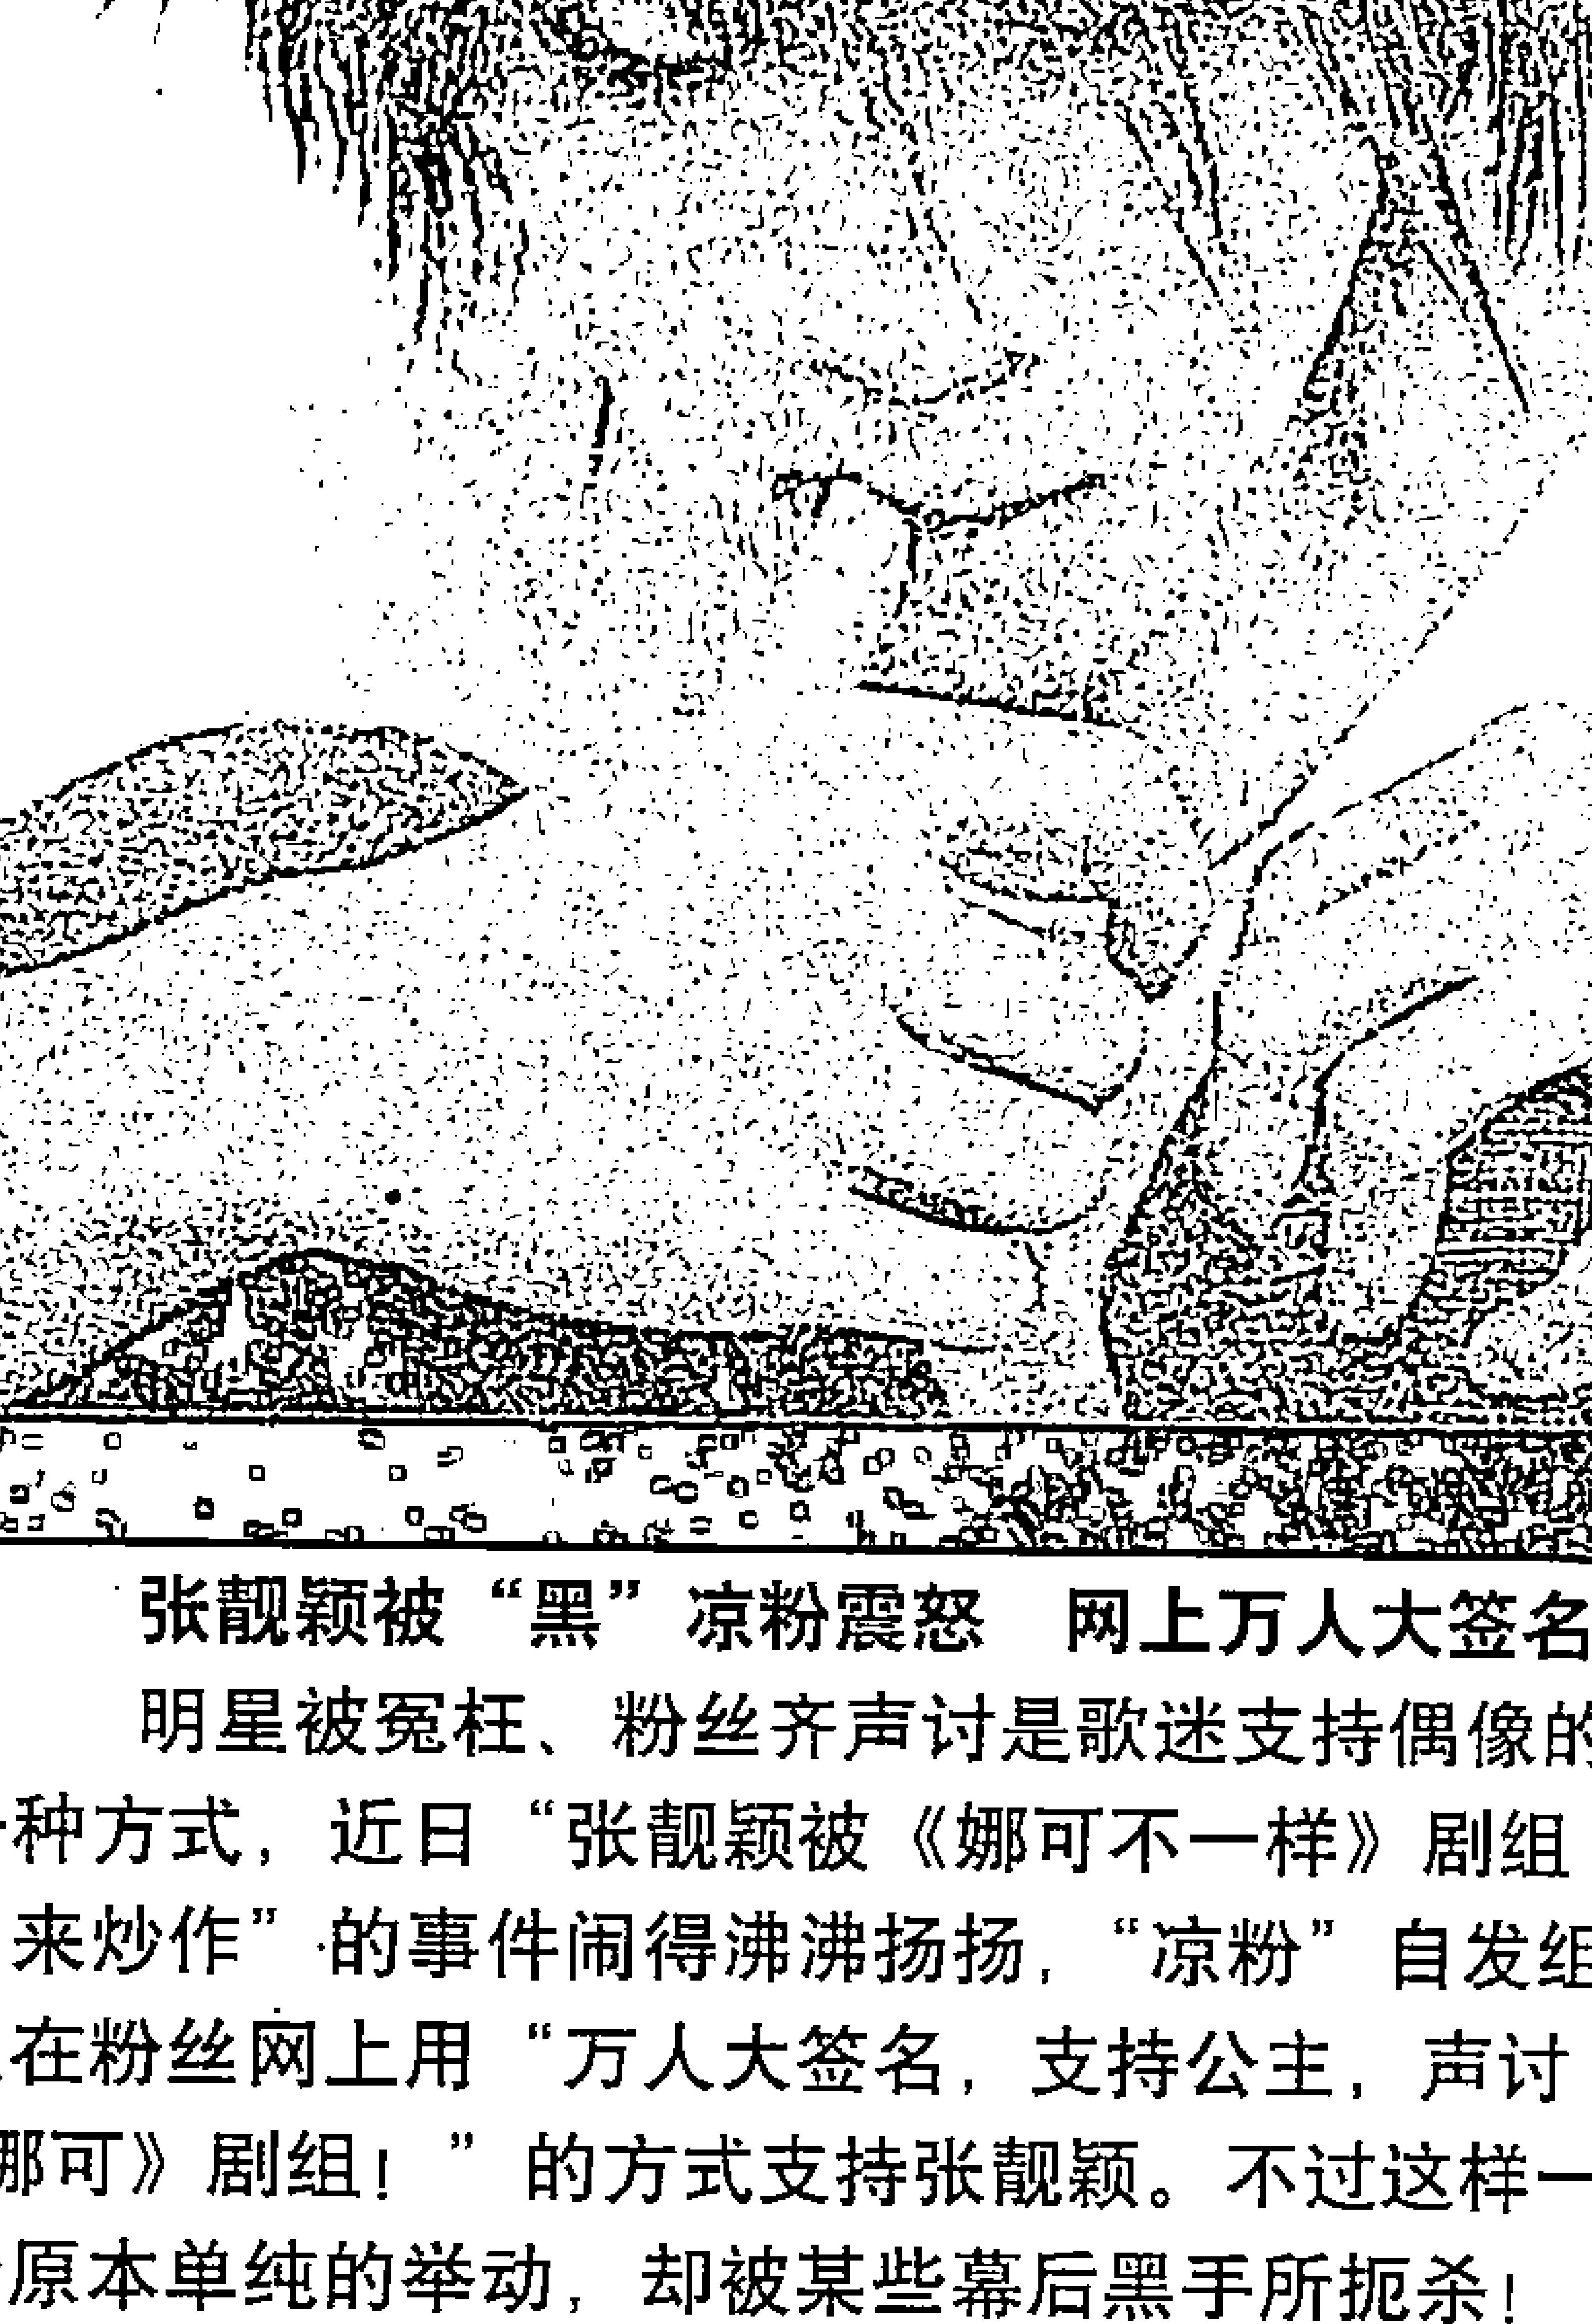 张靓颖被“黑”凉粉震怒　网上万人大签名
明星被冤枉、粉丝齐声讨是歌迷支持偶像的
种方式，近日“张靓颖被《娜可不一样》剧组
来炒作”的事件闹得沸沸扬扬，“凉粉”自发组
在粉丝网上用“万人大签名，支持公主，声讨
娜可》剧组！”的方式支持张靓颖。不过这样一
原本单纯的举动，却被某些幕后黑手所扼杀！